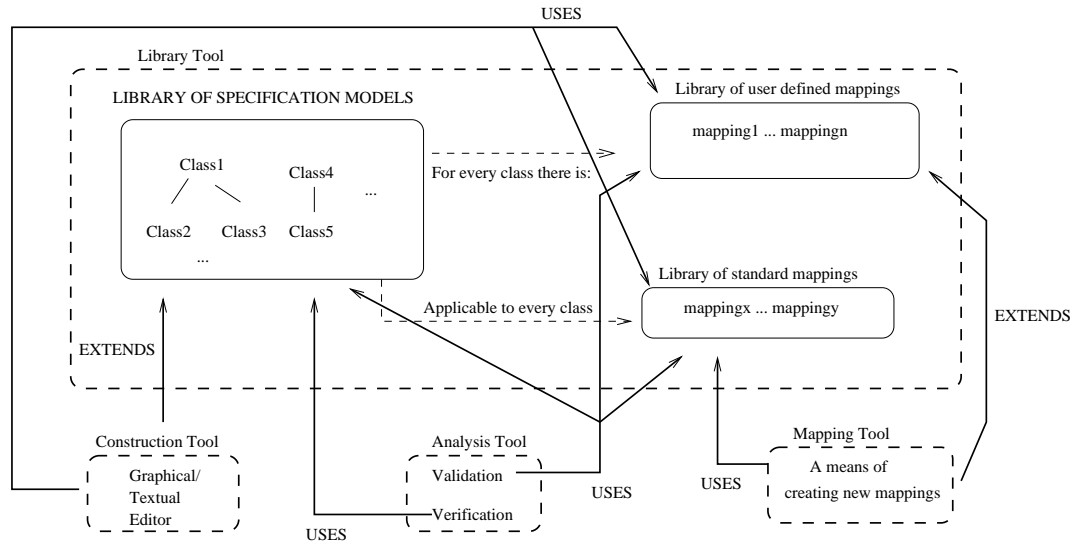 USES
Library Tool
LIBRARY OF SPECIFICATION MODELS
Class1
Class4
...
Class2
Class3
Class5
...
For every class there is:
Applicable to every class
Library of user defined mappings
mapping1 ... mappingn
Library of standard mappings
mappingx ... mappingy
EXTENDS
EXTENDS
Construction Tool
Graphical/
Textual
Editor
Analysis Tool
Validation
Verification
USES
USES
USES
Mapping Tool
A means of
creating new mappings